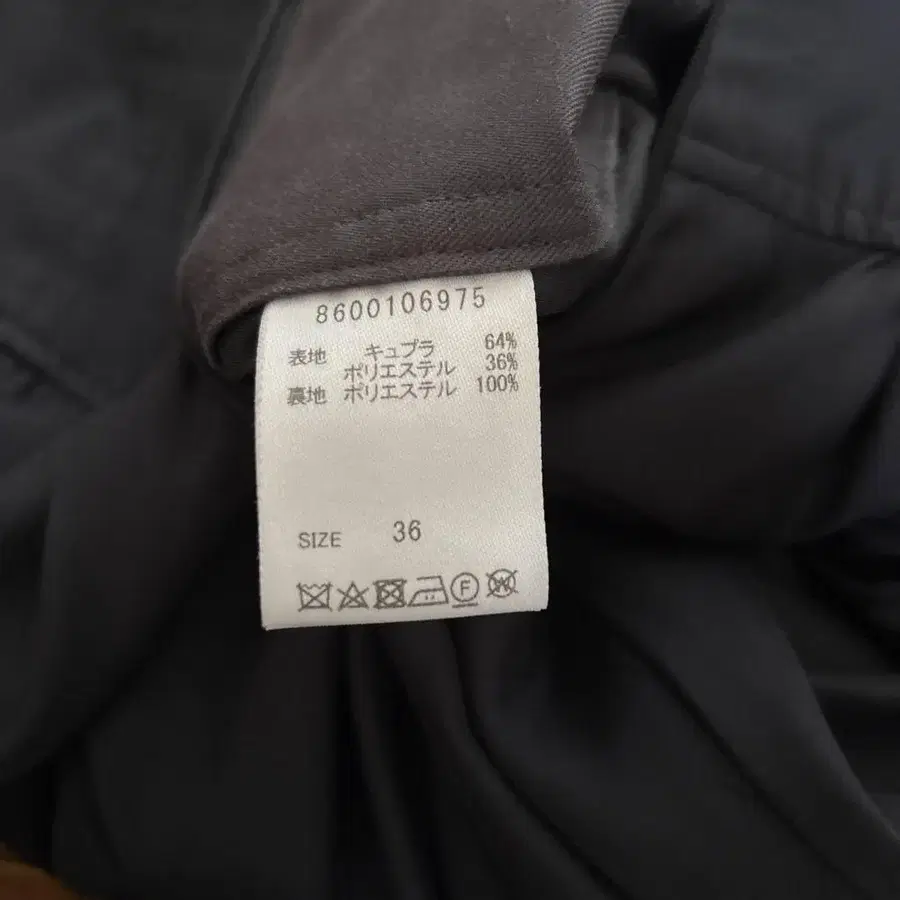 8600106975
表地 キュプラ 64%
ポリエステル 36%
裏地 ポリエステル 100%
SIZE 36
F W